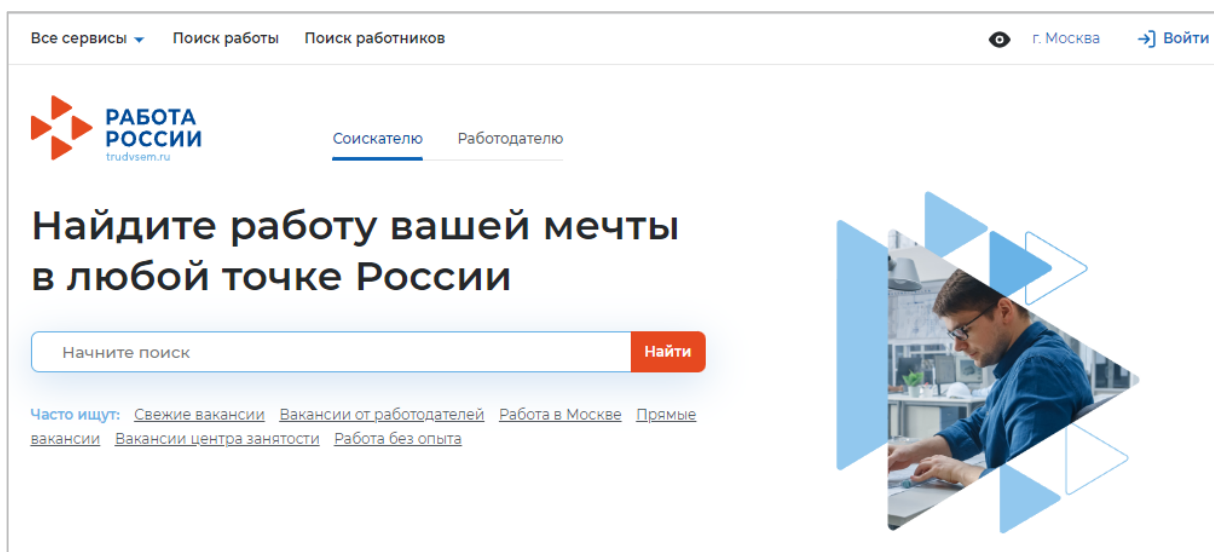 Все сервисы Поиск работы Поиск работников г. Москва Войти
РАБОТА
РОССИИ
trudvsem.ru
Соискателю Работодателю
Найдите работу вашей мечты
в любой точке России
Начните поиск Найти
Часто ищут: Свежие вакансии Вакансии от работодателей Работа в Москве Прямые
вакансии Вакансии центра занятости Работа без опыта